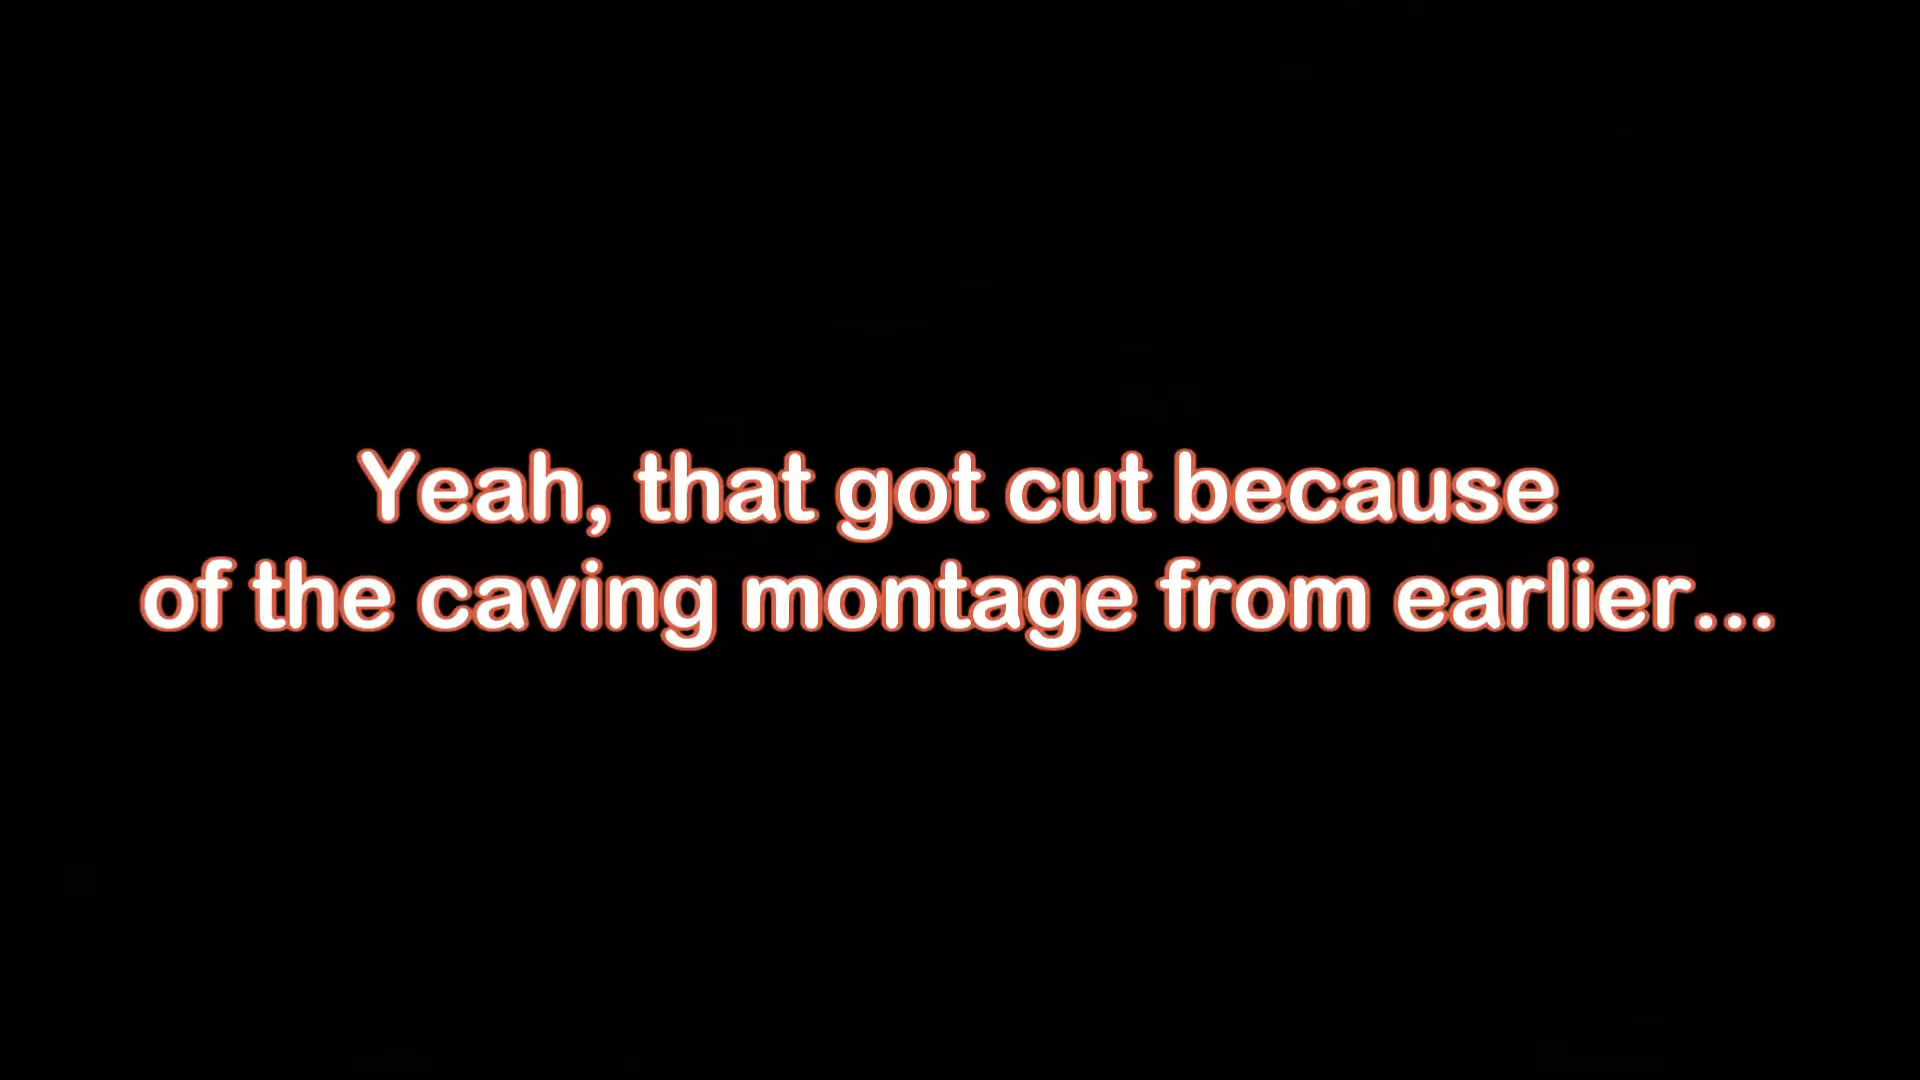 Yeah, that got cut because
of the caving montage from earlier...